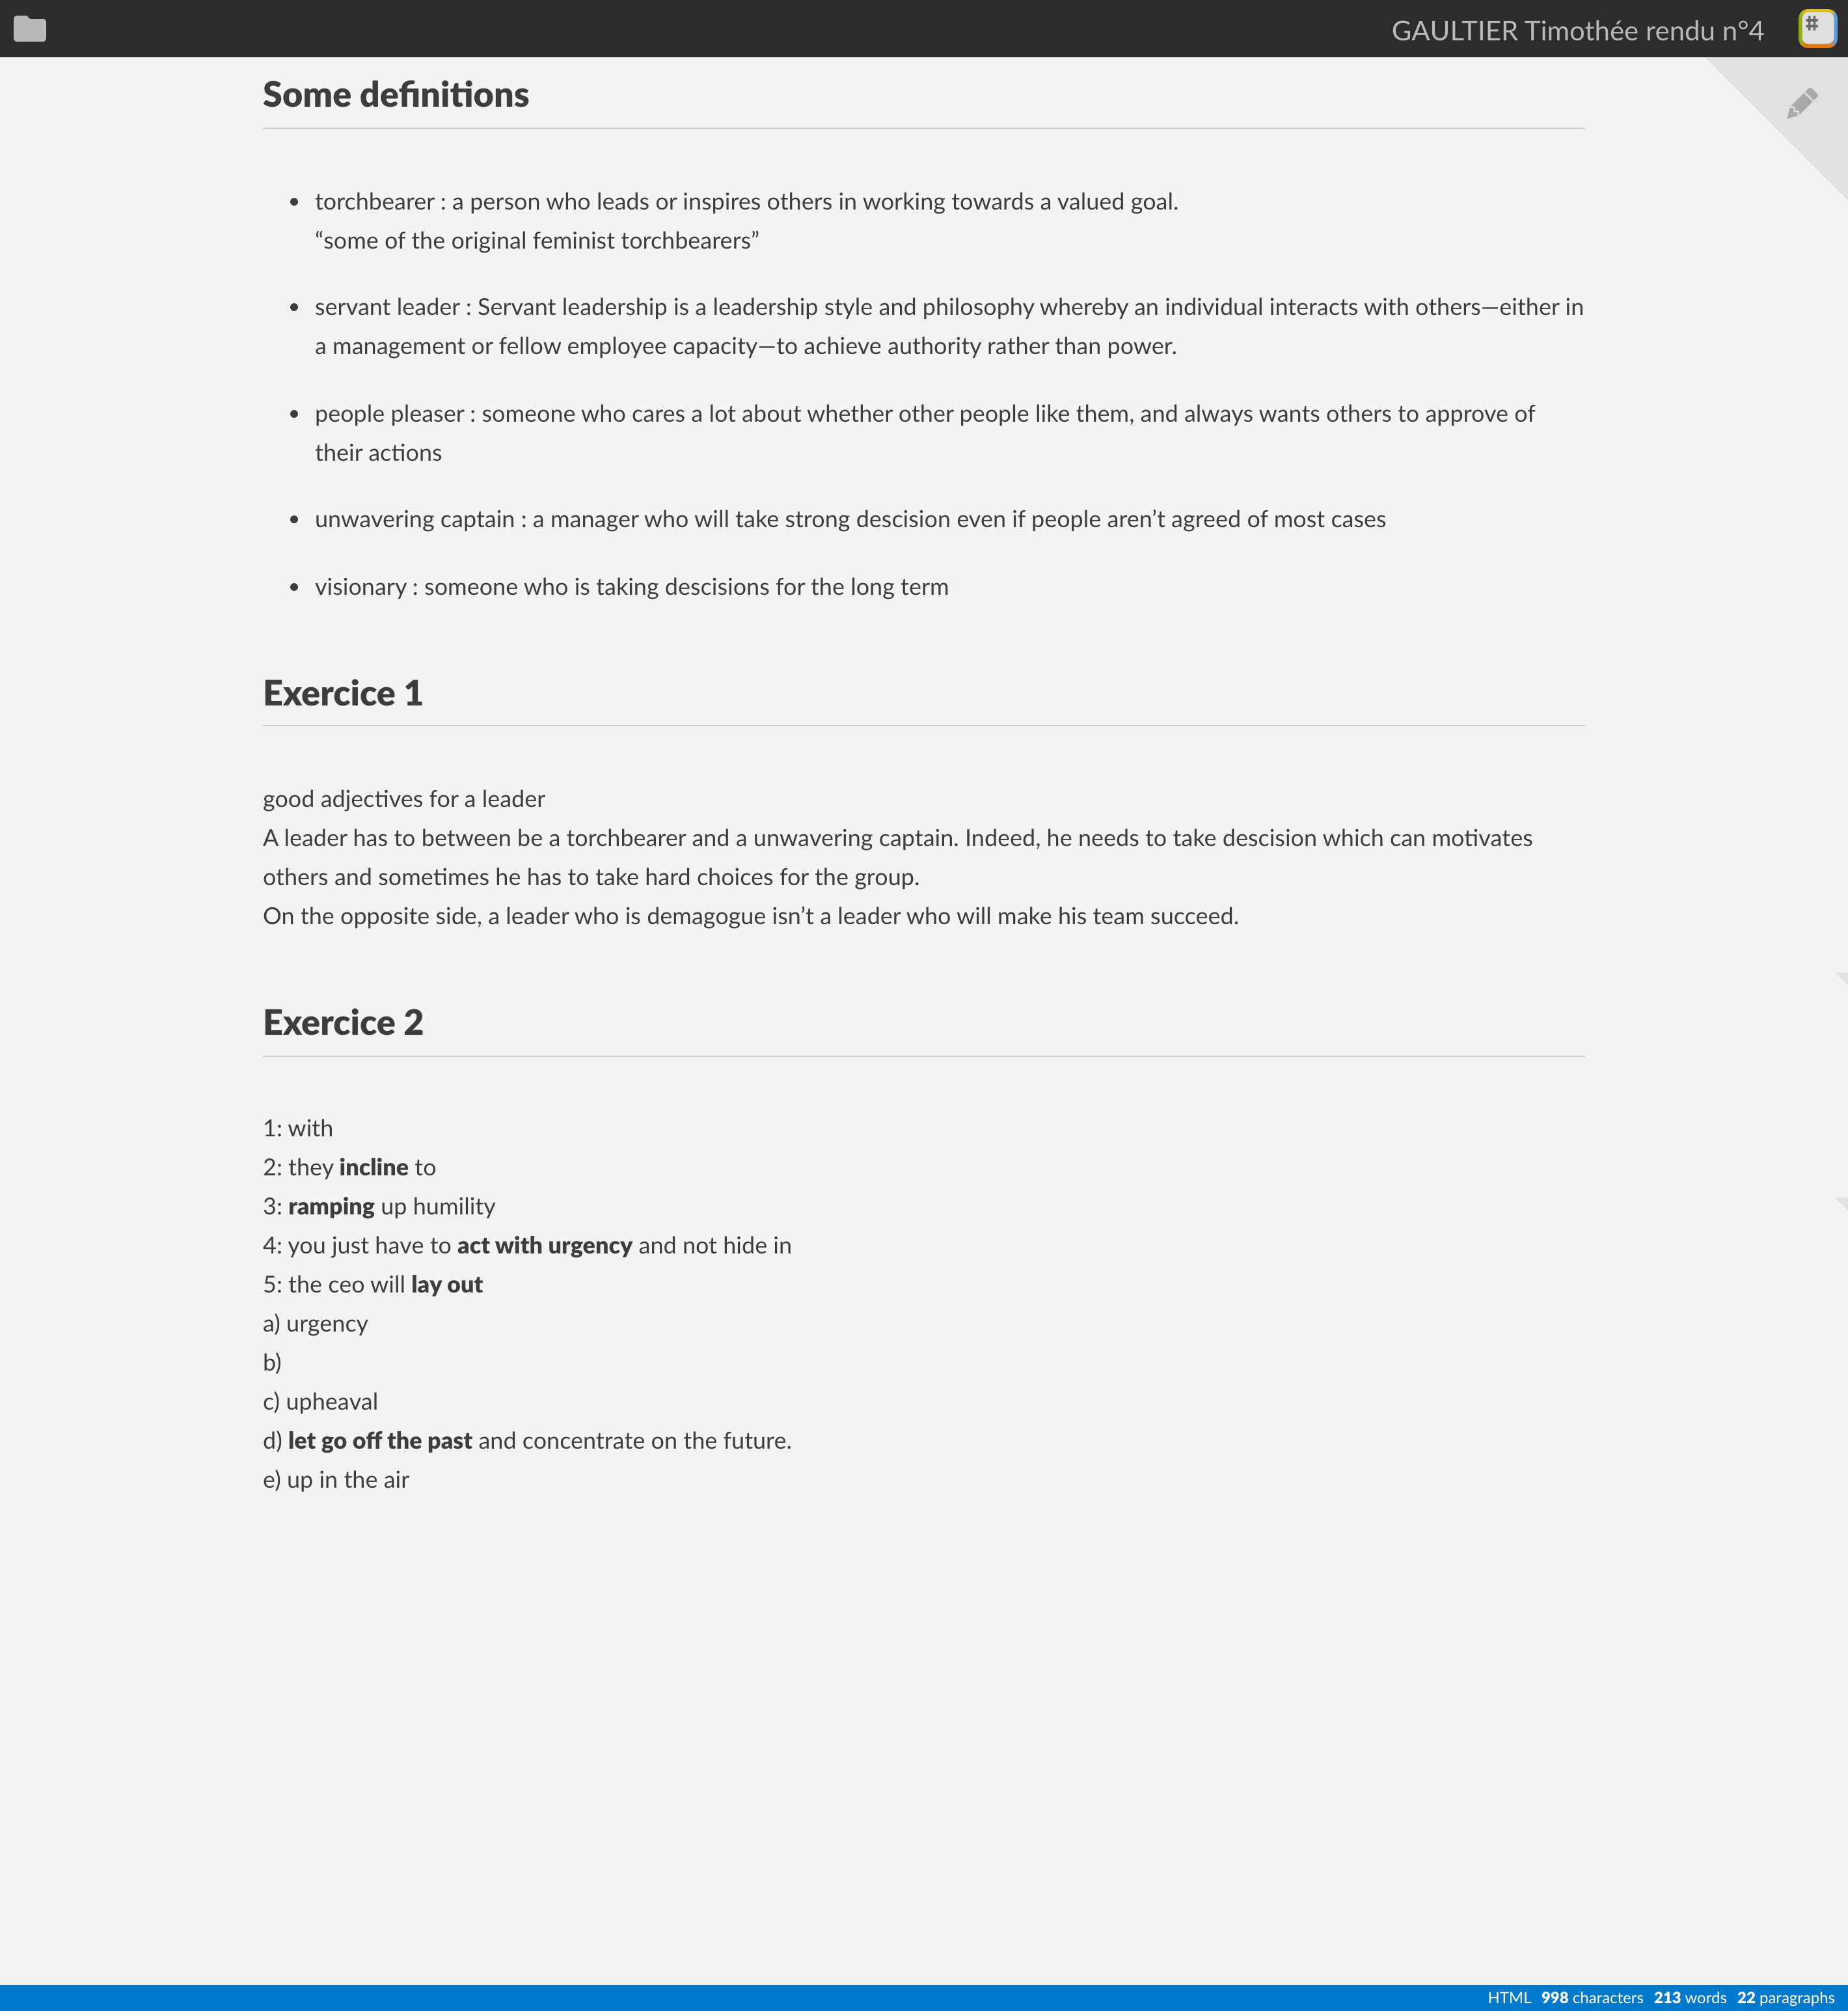 GAULTIER Timothée rendu n°4
#
Some definitions
torchbearer : a person who leads or inspires others in working towards a valued goal.
“some of the original feminist torchbearers”
servant leader : Servant leadership is a leadership style and philosophy whereby an individual interacts with others—either in
a management or fellow employee capacity—to achieve authority rather than power.
people pleaser : someone who cares a lot about whether other people like them, and always wants others to approve of
their actions
unwavering captain : a manager who will take strong descision even if people aren’t agreed of most cases
visionary : someone who is taking descisions for the long term
Exercice 1
good adjectives for a leader
A leader has to between be a torchbearer and a unwavering captain. Indeed, he needs to take descision which can motivates
others and sometimes he has to take hard choices for the group.
On the opposite side, a leader who is demagogue isn’t a leader who will make his team succeed.
Exercice 2
1: with
2: they incline to
3: ramping up humility
4: you just have to act with urgency and not hide in
5: the ceo will lay out
a) urgency
b)
c) upheaval
d) let go off the past and concentrate on the future.
e) up in the air
HTML 998 characters 213 words 22 paragraphs